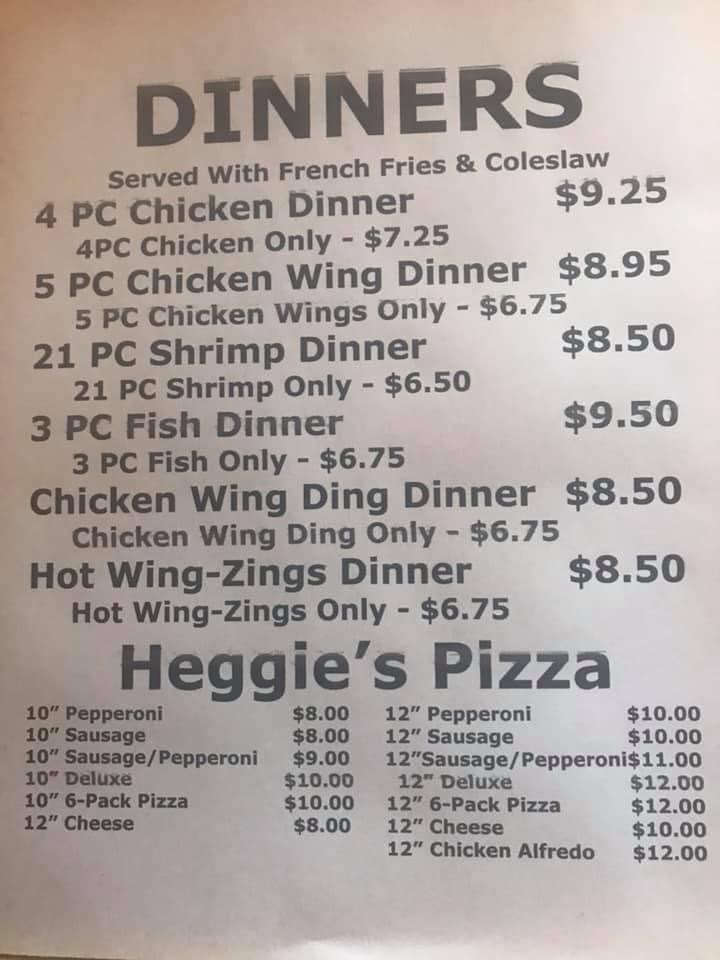 DINNERS
Served With French Fries & Coleslaw
4 PC Chicken Dinner $9.25
4PC Chicken Only - $7.25
5 PC Chicken Wing Dinner $8.95
5 PC Chicken Wings Only - $6.75
21 PC Shrimp Dinner $8.50
21 PC Shrimp Only - $6.50
3 PC Fish Dinner $9.50
3 PC Fish Only - $6.75
Chicken Wing Ding Dinner $8.50
Chicken Wing Ding Only - $6.75
Hot Wing-Zings Dinner $8.50
Hot Wing-Zings Only - $6.75
Heggie’s Pizza
10” Pepperoni $8.00
10” Sausage $8.00
10” Sausage/Pepperoni $9.00
10” Deluxe $10.00
10” 6-Pack Pizza $10.00
12” Cheese $8.00
12” Pepperoni $10.00
12” Sausage $10.00
12”Sausage/Pepperoni$11.00
12” Deluxe $12.00
12” 6-Pack Pizza $12.00
12” Cheese $10.00
12” Chicken Alfredo $12.00